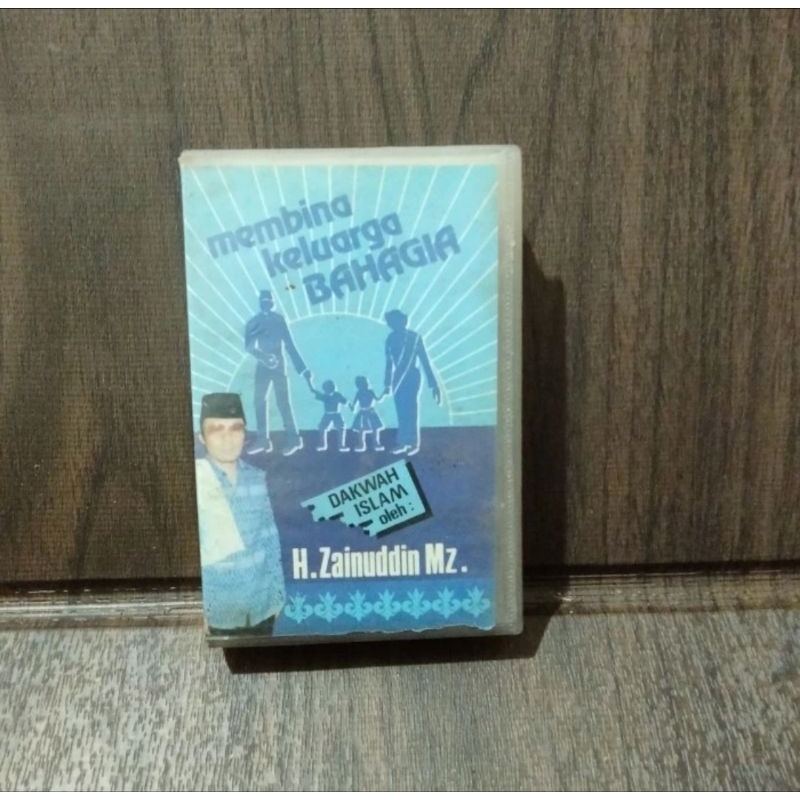 membina
keluarga
BAHAGIA
DAKWAH
ISLAM
oleh :
H. Zainuddin Mz.